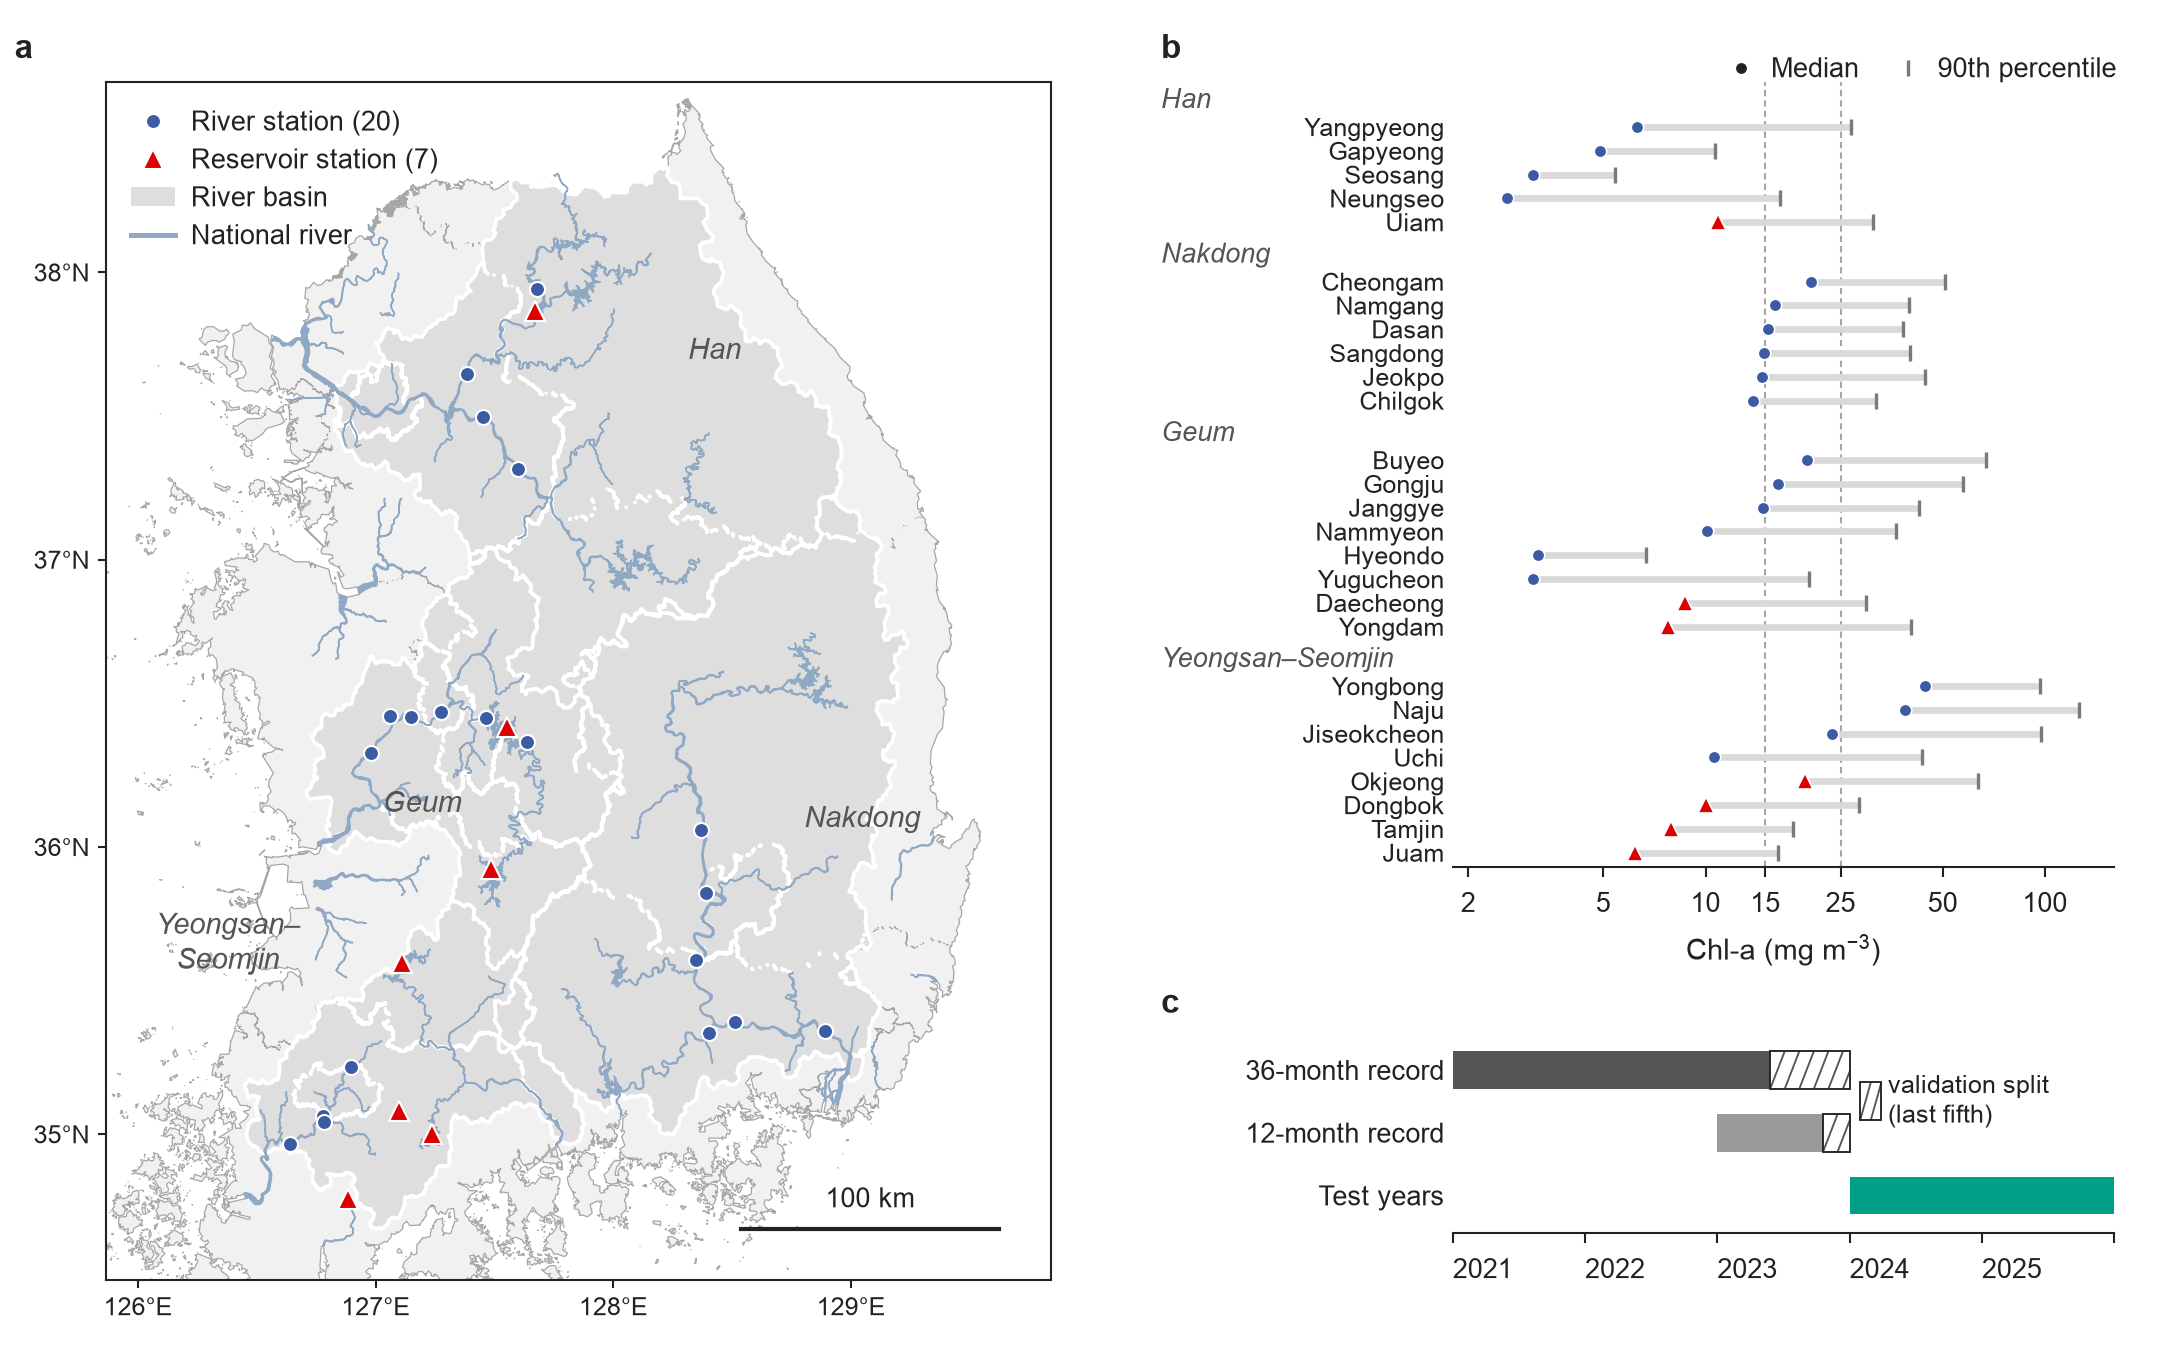 a
River station (20)
Reservoir station (7)
River basin
National river
38°N
37°N
36°N
35°N
126°E
127°E
128°E
129°E
Han
Geum
Nakdong
Yeongsan–
Seomjin
100 km
b
Median
90th percentile
Han
Yangpyeong
Gapyeong
Seosang
Neungseo
Uiam
Nakdong
Cheongam
Namgang
Dasan
Sangdong
Jeokpo
Chilgok
Geum
Buyeo
Gongju
Janggye
Nammyeon
Hyeondo
Yugucheon
Daecheong
Yongdam
Yeongsan–Seomjin
Yongbong
Naju
Jiseokcheon
Uchi
Okjeong
Dongbok
Tamjin
Juam
2 5 10 15 25 50 100
Chl-a (mg m⁻³)
c
36-month record
12-month record
Test years
validation split
(last fifth)
2021 2022 2023 2024 2025